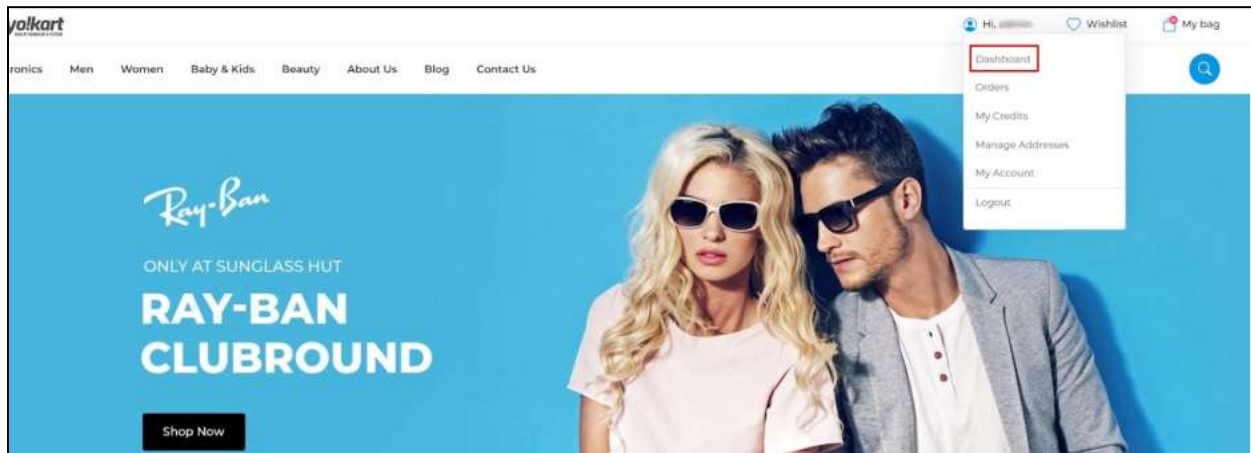 yo!kart
Hi,
Wishlist
My bag
tronics Men Women Baby & Kids Beauty About Us Blog Contact Us
Dashboard
Orders
My Credits
Manage Addresses
My Account
Logout
Ray-Ban
ONLY AT SUNGLASS HUT
RAY-BAN
CLUBROUND
Shop Now